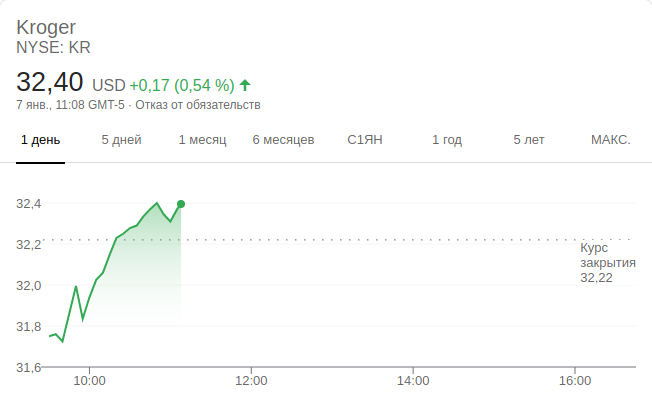 Kroger
NYSE: KR
32,40 USD +0,17 (0,54 %)
7 янв., 11:08 GMT-5 · Отказ от обязательств
1 день 5 дней 1 месяц 6 месяцев С1ЯН 1 год 5 лет МАКС.
32,4
32,2
Курс
закрытия
32,22
32,0
31,8
31,6
10:00 12:00 14:00 16:00